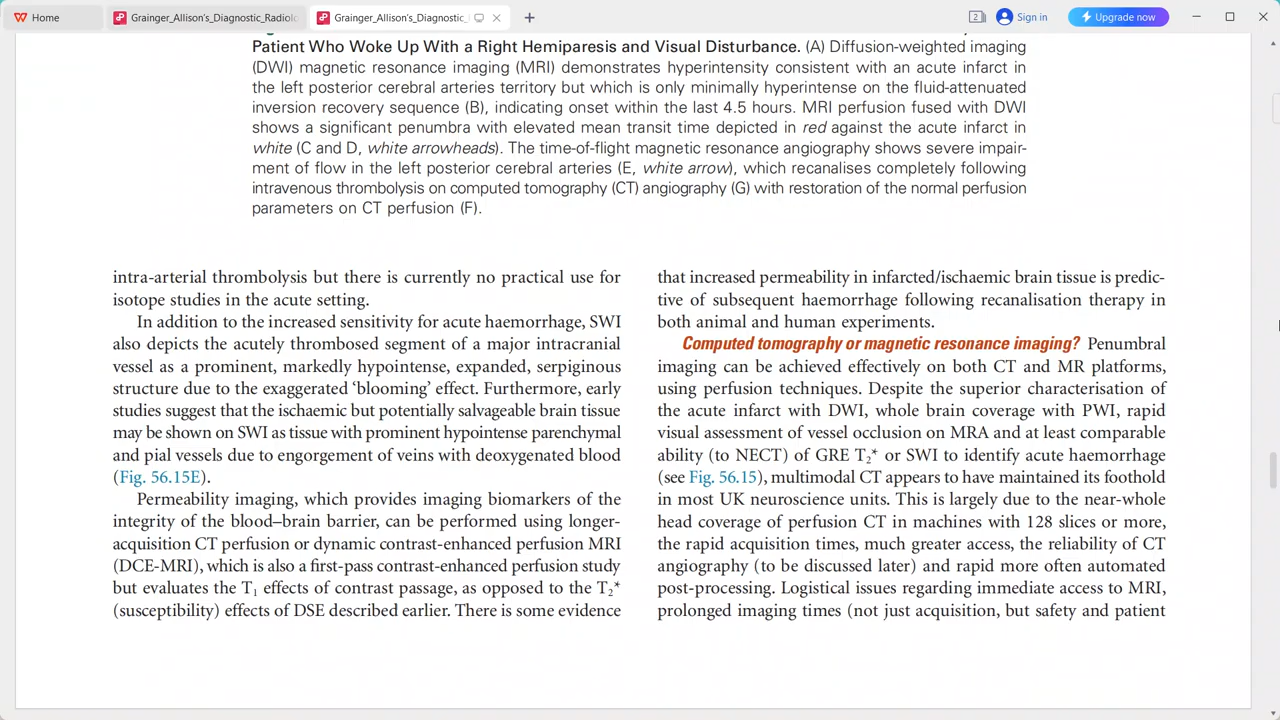 Home
Grainger_Allison's_Diagnostic_Radiolo
Grainger_Allison's_Diagnostic_
2
Sign in
Upgrade now
Patient Who Woke Up With a Right Hemiparesis and Visual Disturbance. (A) Diffusion-weighted imaging
(DWI) magnetic resonance imaging (MRI) demonstrates hyperintensity consistent with an acute infarct in
the left posterior cerebral arteries territory but which is only minimally hyperintense on the fluid-attenuated
inversion recovery sequence (B), indicating onset within the last 4.5 hours. MRI perfusion fused with DWI
shows a significant penumbra with elevated mean transit time depicted in red against the acute infarct in
white (C and D, white arrowheads). The time-of-flight magnetic resonance angiography shows severe impair-
ment of flow in the left posterior cerebral arteries (E, white arrow), which recanalises completely following
intravenous thrombolysis on computed tomography (CT) angiography (G) with restoration of the normal perfusion
parameters on CT perfusion (F).
intra-arterial thrombolysis but there is currently no practical use for
isotope studies in the acute setting.
In addition to the increased sensitivity for acute haemorrhage, SWI
also depicts the acutely thrombosed segment of a major intracranial
vessel as a prominent, markedly hypointense, expanded, serpiginous
structure due to the exaggerated ‘blooming’ effect. Furthermore, early
studies suggest that the ischaemic but potentially salvageable brain tissue
may be shown on SWI as tissue with prominent hypointense parenchymal
and pial vessels due to engorgement of veins with deoxygenated blood
(Fig. 56.15E).
Permeability imaging, which provides imaging biomarkers of the
integrity of the blood–brain barrier, can be performed using longer-
acquisition CT perfusion or dynamic contrast-enhanced perfusion MRI
(DCE-MRI), which is also a first-pass contrast-enhanced perfusion study
but evaluates the T1 effects of contrast passage, as opposed to the T2*
(susceptibility) effects of DSE described earlier. There is some evidence
that increased permeability in infarcted/ischaemic brain tissue is predic-
tive of subsequent haemorrhage following recanalisation therapy in
both animal and human experiments.
Computed tomography or magnetic resonance imaging? Penumbral
imaging can be achieved effectively on both CT and MR platforms,
using perfusion techniques. Despite the superior characterisation of
the acute infarct with DWI, whole brain coverage with PWI, rapid
visual assessment of vessel occlusion on MRA and at least comparable
ability (to NECT) of GRE T2* or SWI to identify acute haemorrhage
(see Fig. 56.15), multimodal CT appears to have maintained its foothold
in most UK neuroscience units. This is largely due to the near-whole
head coverage of perfusion CT in machines with 128 slices or more,
the rapid acquisition times, much greater access, the reliability of CT
angiography (to be discussed later) and rapid more often automated
post-processing. Logistical issues regarding immediate access to MRI,
prolonged imaging times (not just acquisition, but safety and patient